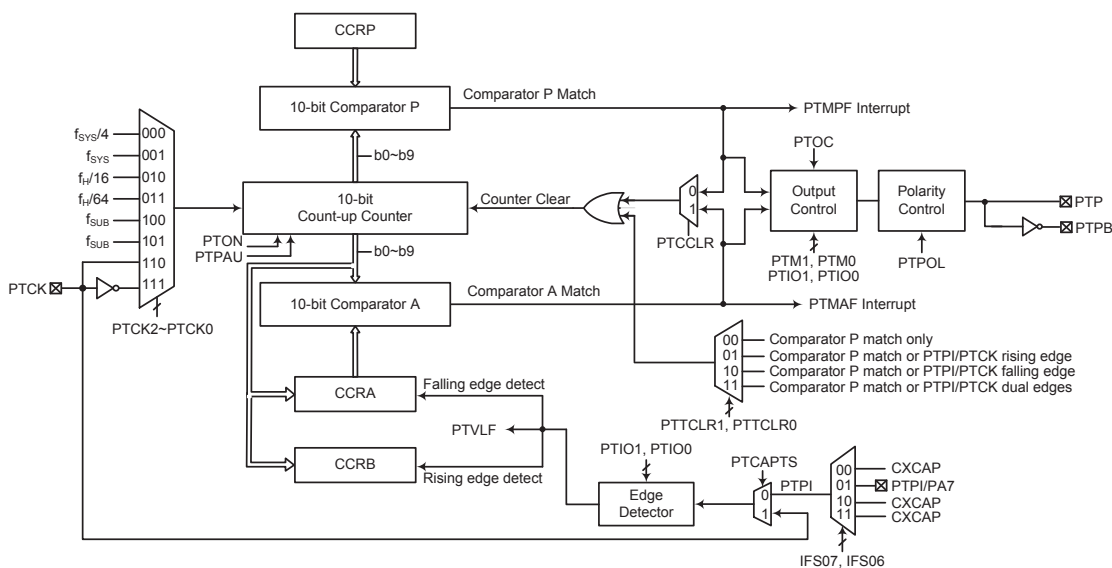 CCRP
10-bit Comparator P
Comparator P Match
PTMPF Interrupt
b0~b9
fSYS/4
000
fSYS
001
fH/16
010
fH/64
011
fSUB
100
fSUB
101
110
111
PTCK
PTCK2~PTCK0
10-bit
Count-up Counter
PTON
PTPAU
b0~b9
Counter Clear
0
1
PTCCLR
PTOC
Output
Control
PTM1, PTM0
PTIO1, PTIO0
Polarity
Control
PTPOL
PTP
PTPB
10-bit Comparator A
Comparator A Match
PTMAF Interrupt
00
Comparator P match only
01
Comparator P match or PTPI/PTCK rising edge
10
Comparator P match or PTPI/PTCK falling edge
11
Comparator P match or PTPI/PTCK dual edges
PTTCLR1, PTTCLR0
CCRA
Falling edge detect
PTVLF
CCRB
Rising edge detect
PTIO1, PTIO0
Edge
Detector
PTCAPTS
0
1
PTPI
00
CXCAP
01
PTPI/PA7
10
CXCAP
11
CXCAP
IFS07, IFS06